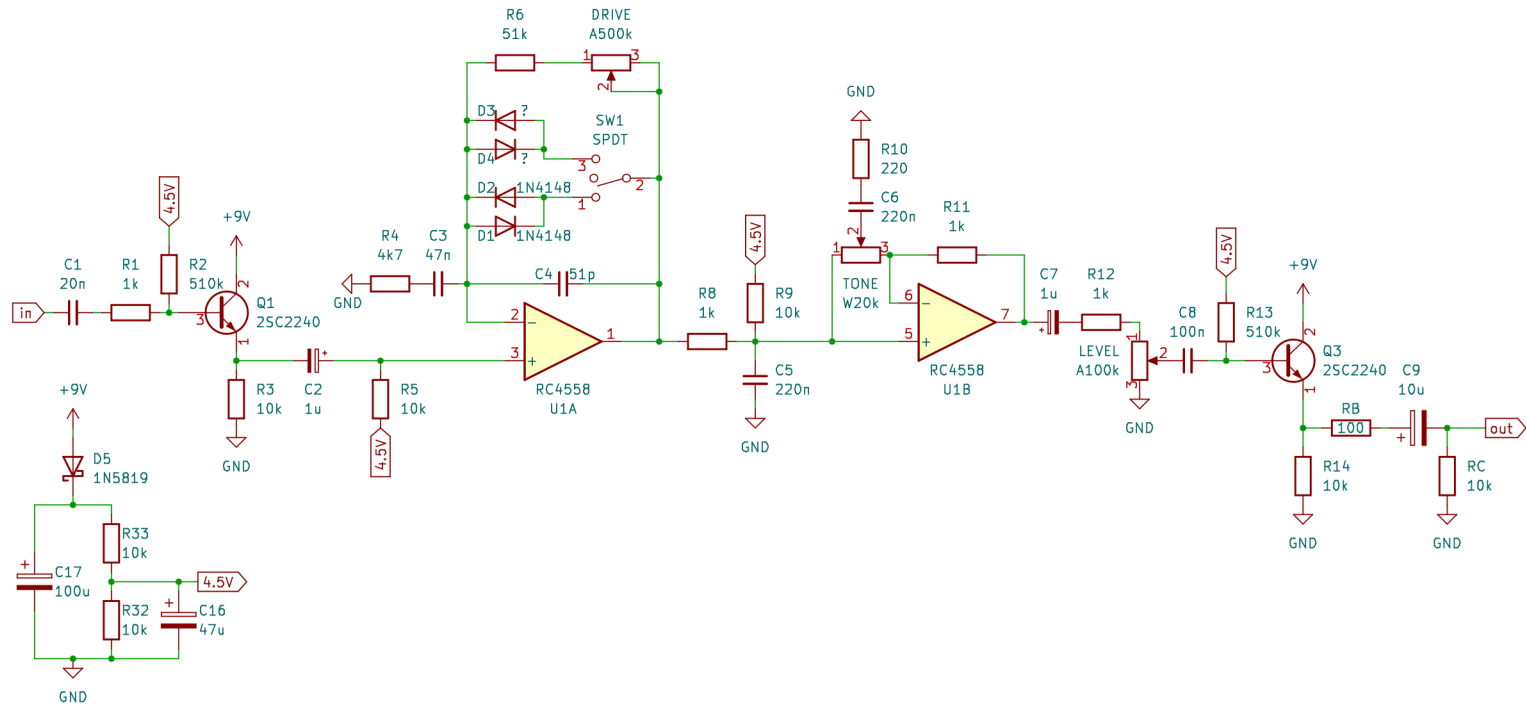 R6
51k
DRIVE
A500k
1
3
2
D3
?
D4
?
SW1
SPDT
3
2
1
D2
1N4148
D1
1N4148
R4
4k7
C3
47n
GND
C4
51p
2
3
1
RC4558
U1A
4.5V
+9V
C1
20n
R1
1k
R2
510k
in
3
2
1
Q1
2SC2240
R3
10k
GND
C2
1u
R5
10k
4.5V
R8
1k
4.5V
R9
10k
C5
220n
GND
GND
R10
220
C6
220n
2
1
3
TONE
W20k
R11
1k
6
5
7
RC4558
U1B
C7
1u
R12
1k
LEVEL
A100k
1
2
3
GND
C8
100n
4.5V
R13
510k
+9V
3
2
1
Q3
2SC2240
RB
100
C9
10u
out
R14
10k
GND
RC
10k
GND
+9V
D5
1N5819
R33
10k
C17
100u
4.5V
R32
10k
C16
47u
GND